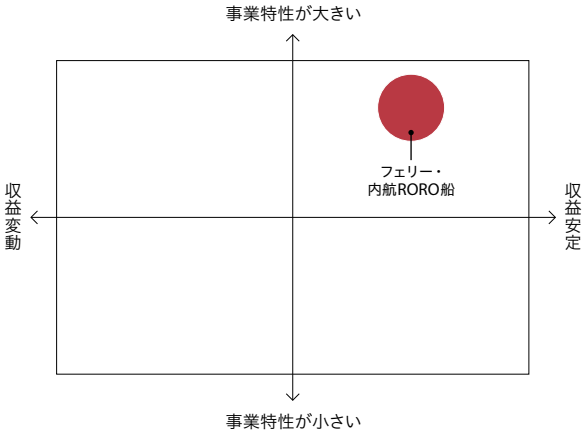 事業特性が大きい
フェリー・
内航RORO船
収益変動
収益安定
事業特性が小さい